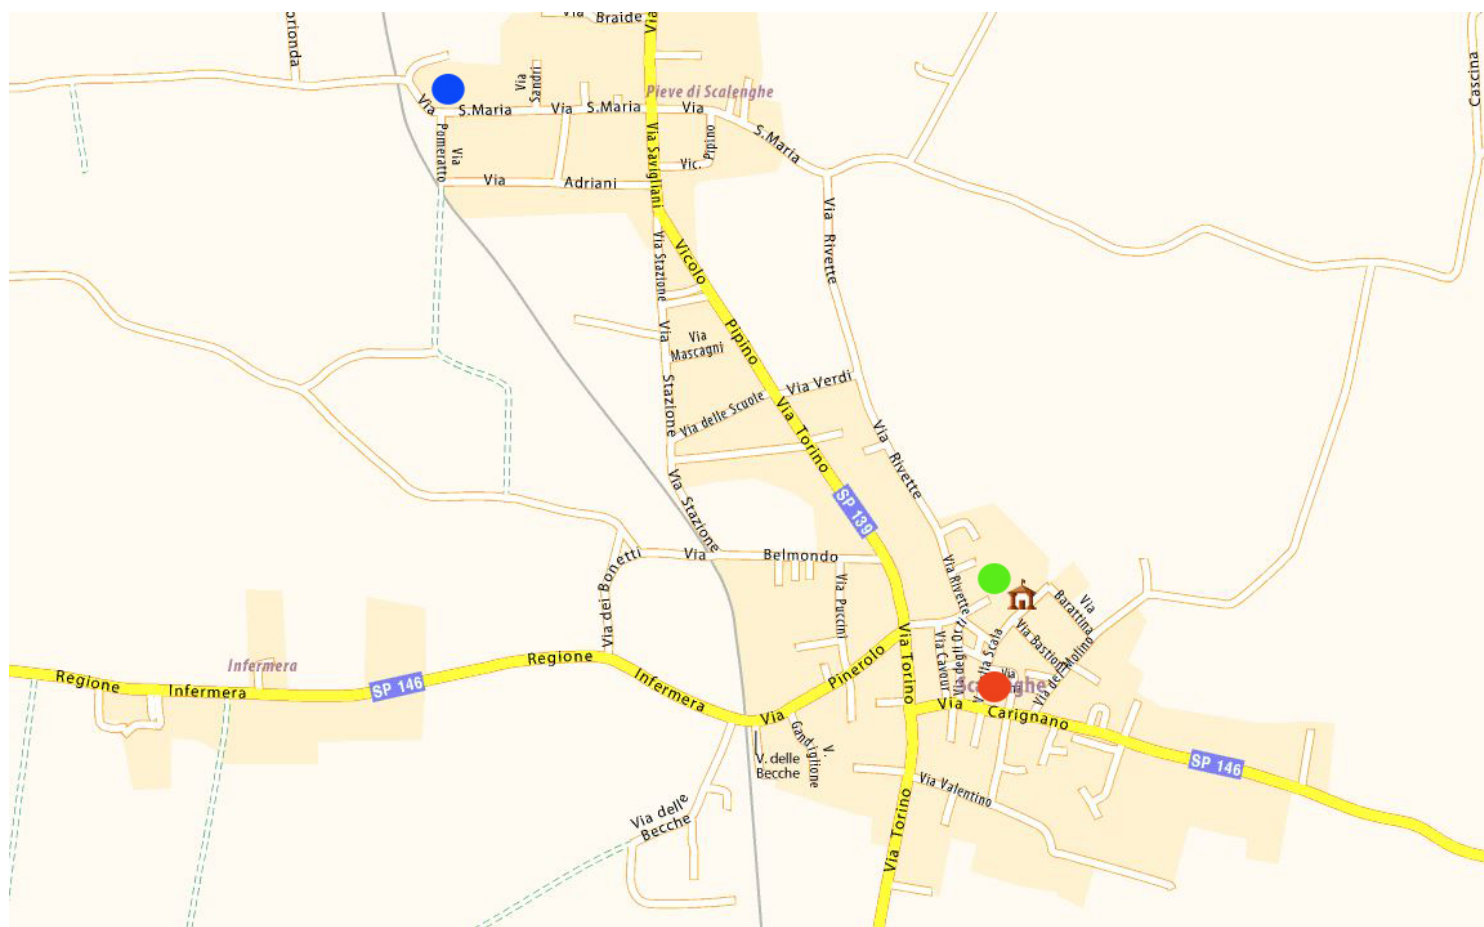 Via Braide
Via
orionda
Cascina
Via
Sandri
Pieve di Scalenghe
Via S.Maria Via S.Maria Via
S.Maria
Via
Pomeratto
Via Savigliani
Vic. Pipino
Via Adriani
Via Rivette
Via Stazione
Vicolo Pipino
Via Stazione
Via
Mascagni
Via Verdi
Via delle Scuole
Via Torino
Via Rivette
Via Stazione
SP 139
Via Belmondo
Via dei Bonetti
Via Puccini
Via Rivette
Via
Barattina
Via Bastioni
Via del Molino
Via Cavour
Via degli Orti
Scala
Via
Infermera
Regione Infermera
SP 146
Regione Infermera
Via Pinerolo
Via Torino
Via Carignano
SP 146
V.
Gandiglione
V. delle
Becche
Via delle
Becche
Via Valentino
Via Torino